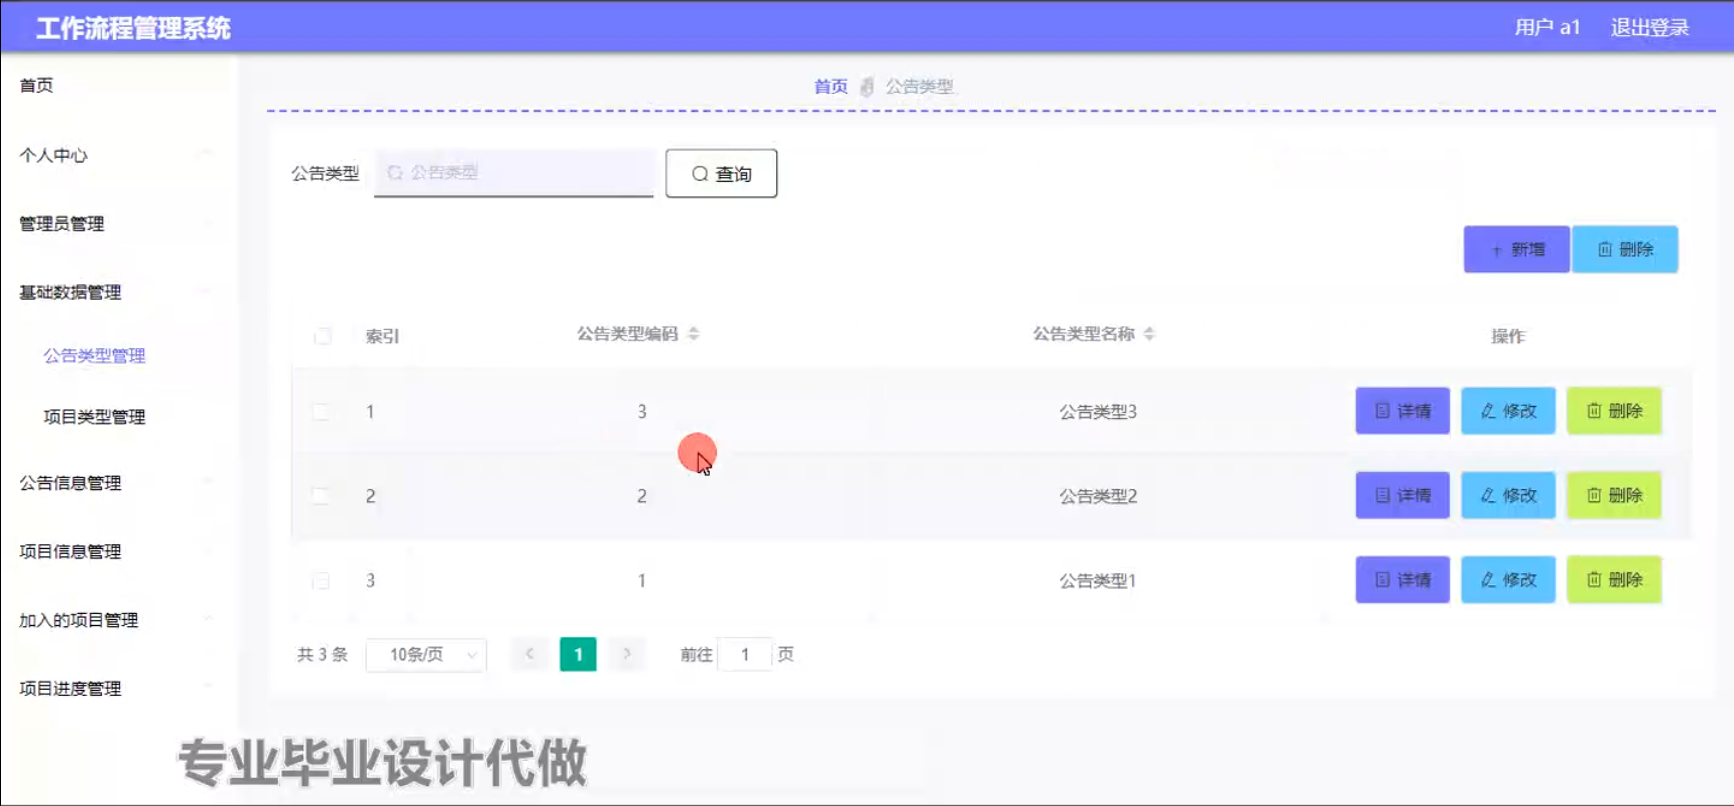 工作流程管理系统
用户 a1 退出登录
首页
个人中心
管理员管理
基础数据管理
公告类型管理
项目类型管理
公告信息管理
项目信息管理
加入的项目管理
项目进度管理
首页 公告类型
公告类型 公告类型 查询
+ 新增 删除
索引 公告类型编码 公告类型名称 操作
1 3 公告类型3 详情 修改 删除
2 2 公告类型2 详情 修改 删除
3 1 公告类型1 详情 修改 删除
共 3 条 10条/页 < 1 > 前往 1 页
专业毕业设计代做